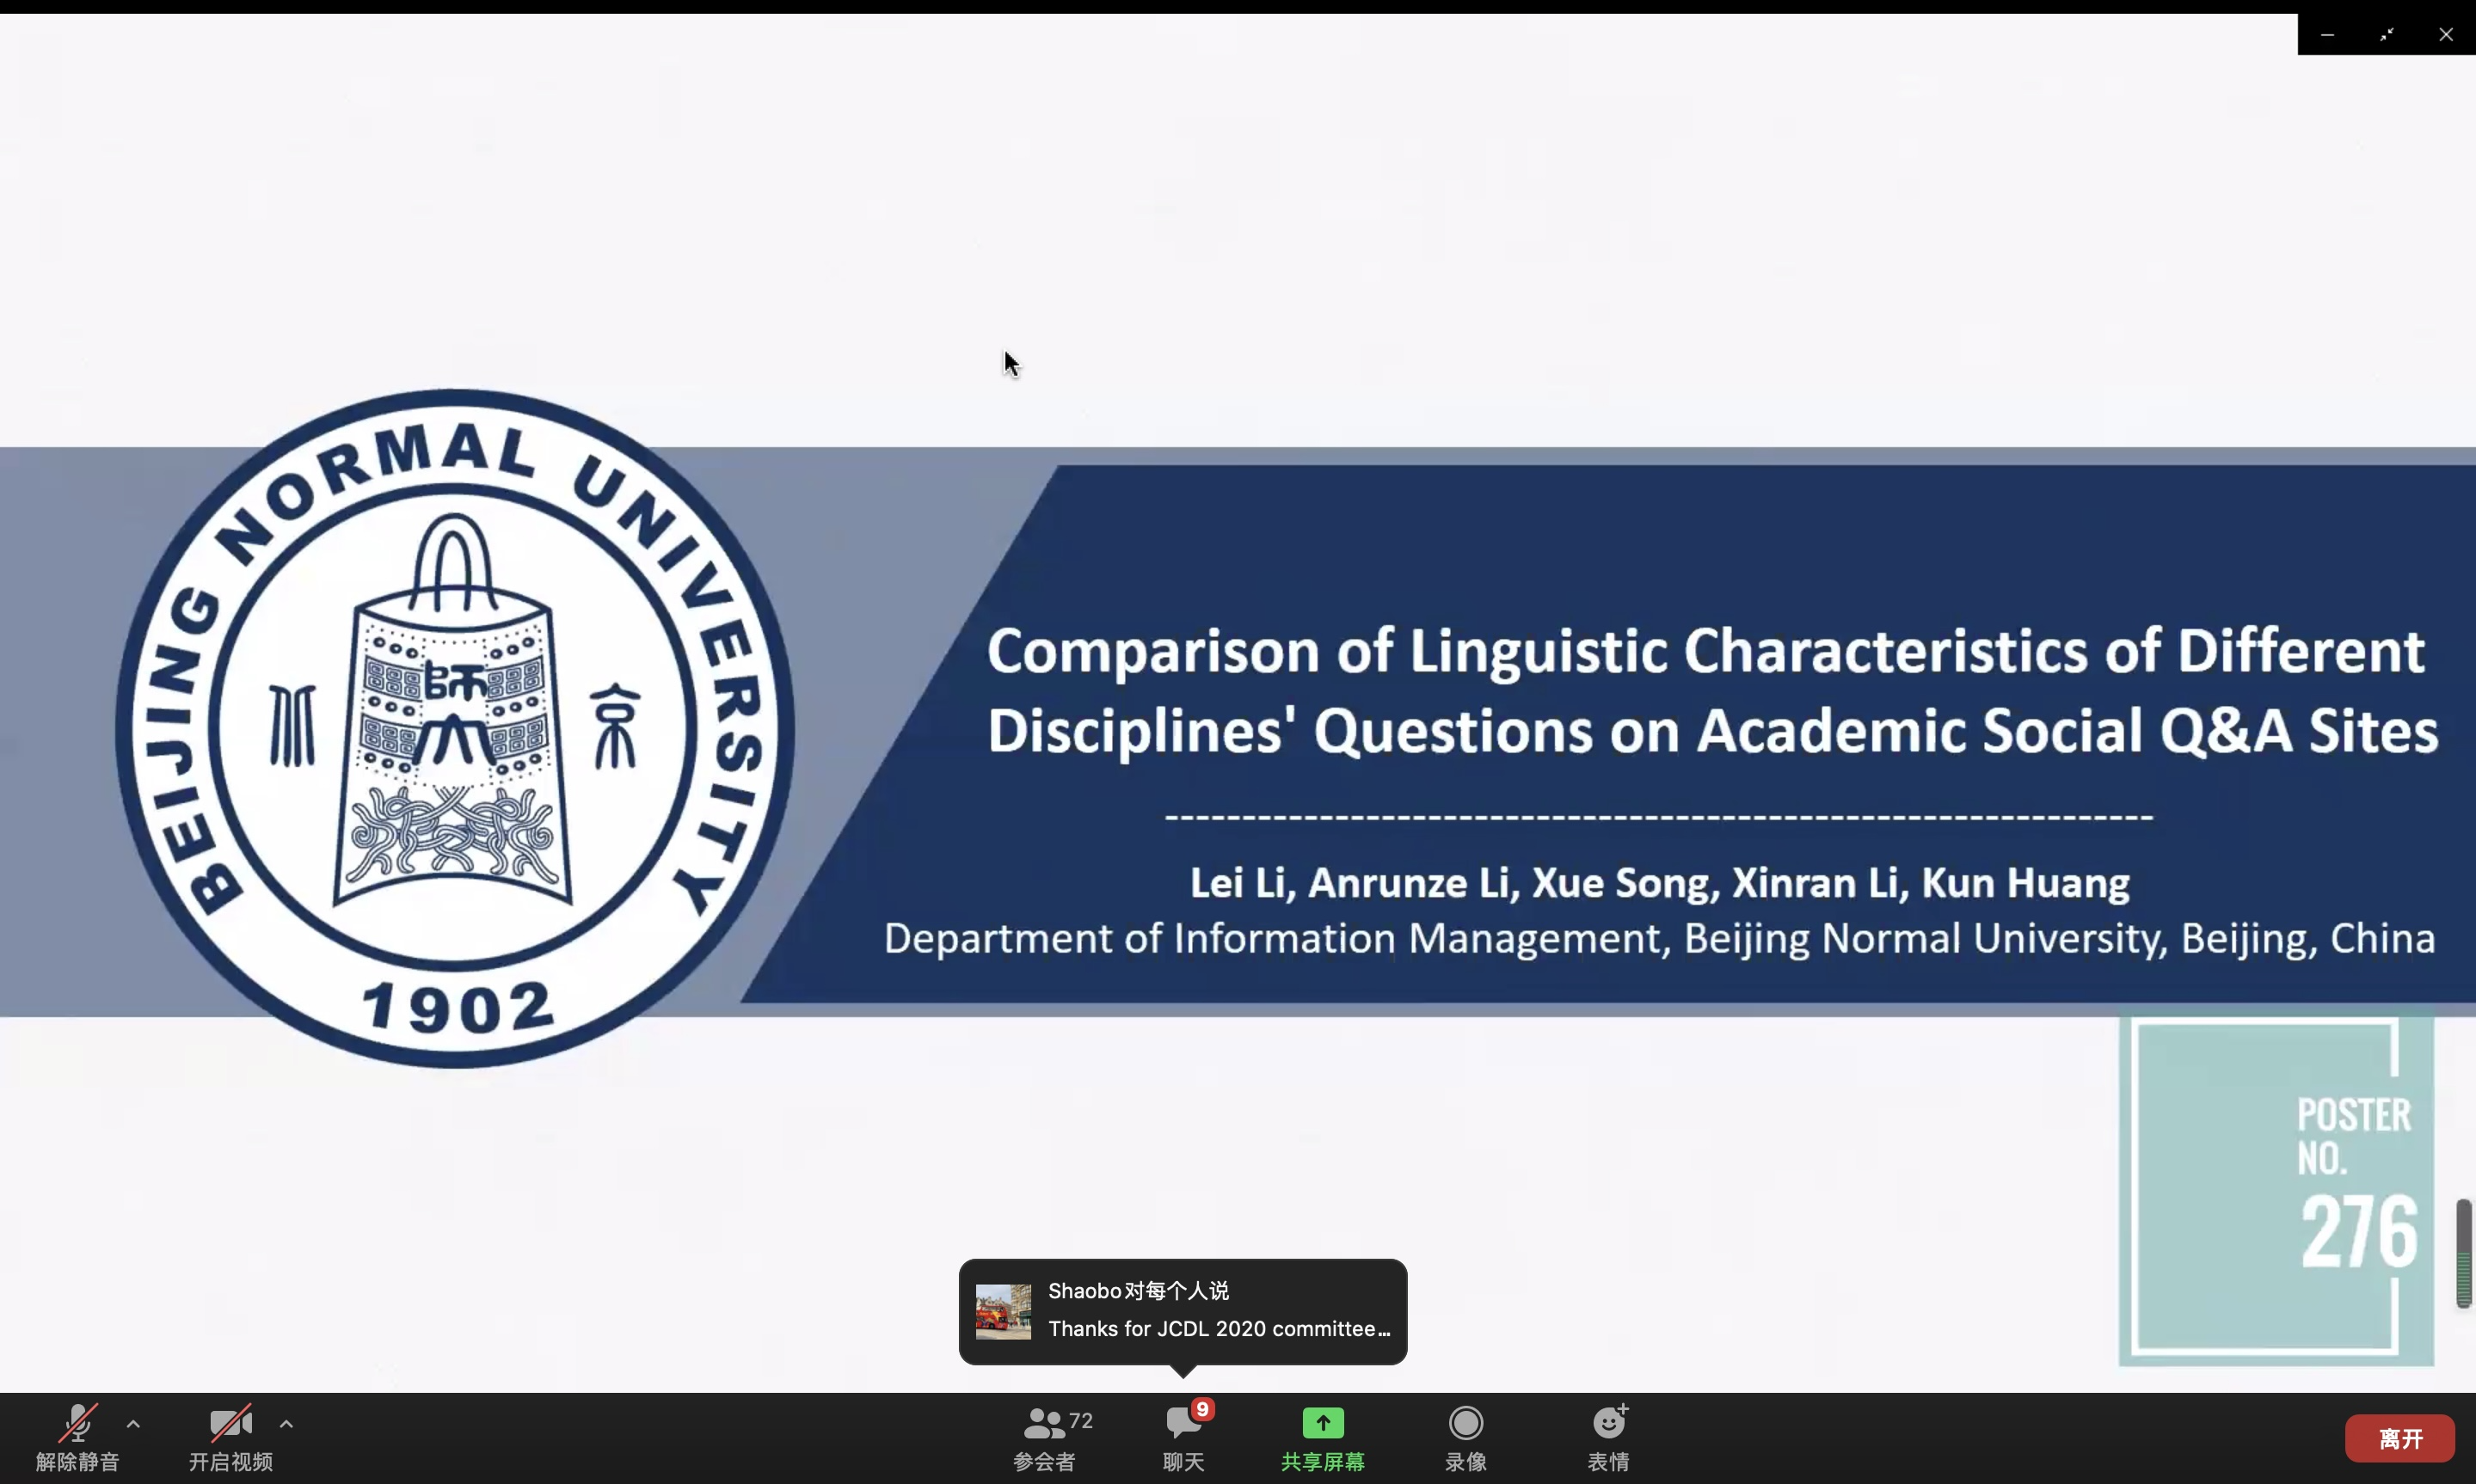 BEIJING NORMAL UNIVERSITY
師大
京
1902
Comparison of Linguistic Characteristics of Different
Disciplines' Questions on Academic Social Q&A Sites
Lei Li, Anrunze Li, Xue Song, Xinran Li, Kun Huang
Department of Information Management, Beijing Normal University, Beijing, China
POSTER
NO.
276
Shaobo对每个人说
Thanks for JCDL 2020 committee...
解除静音
开启视频
72
参会者
9
聊天
共享屏幕
录像
表情
离开